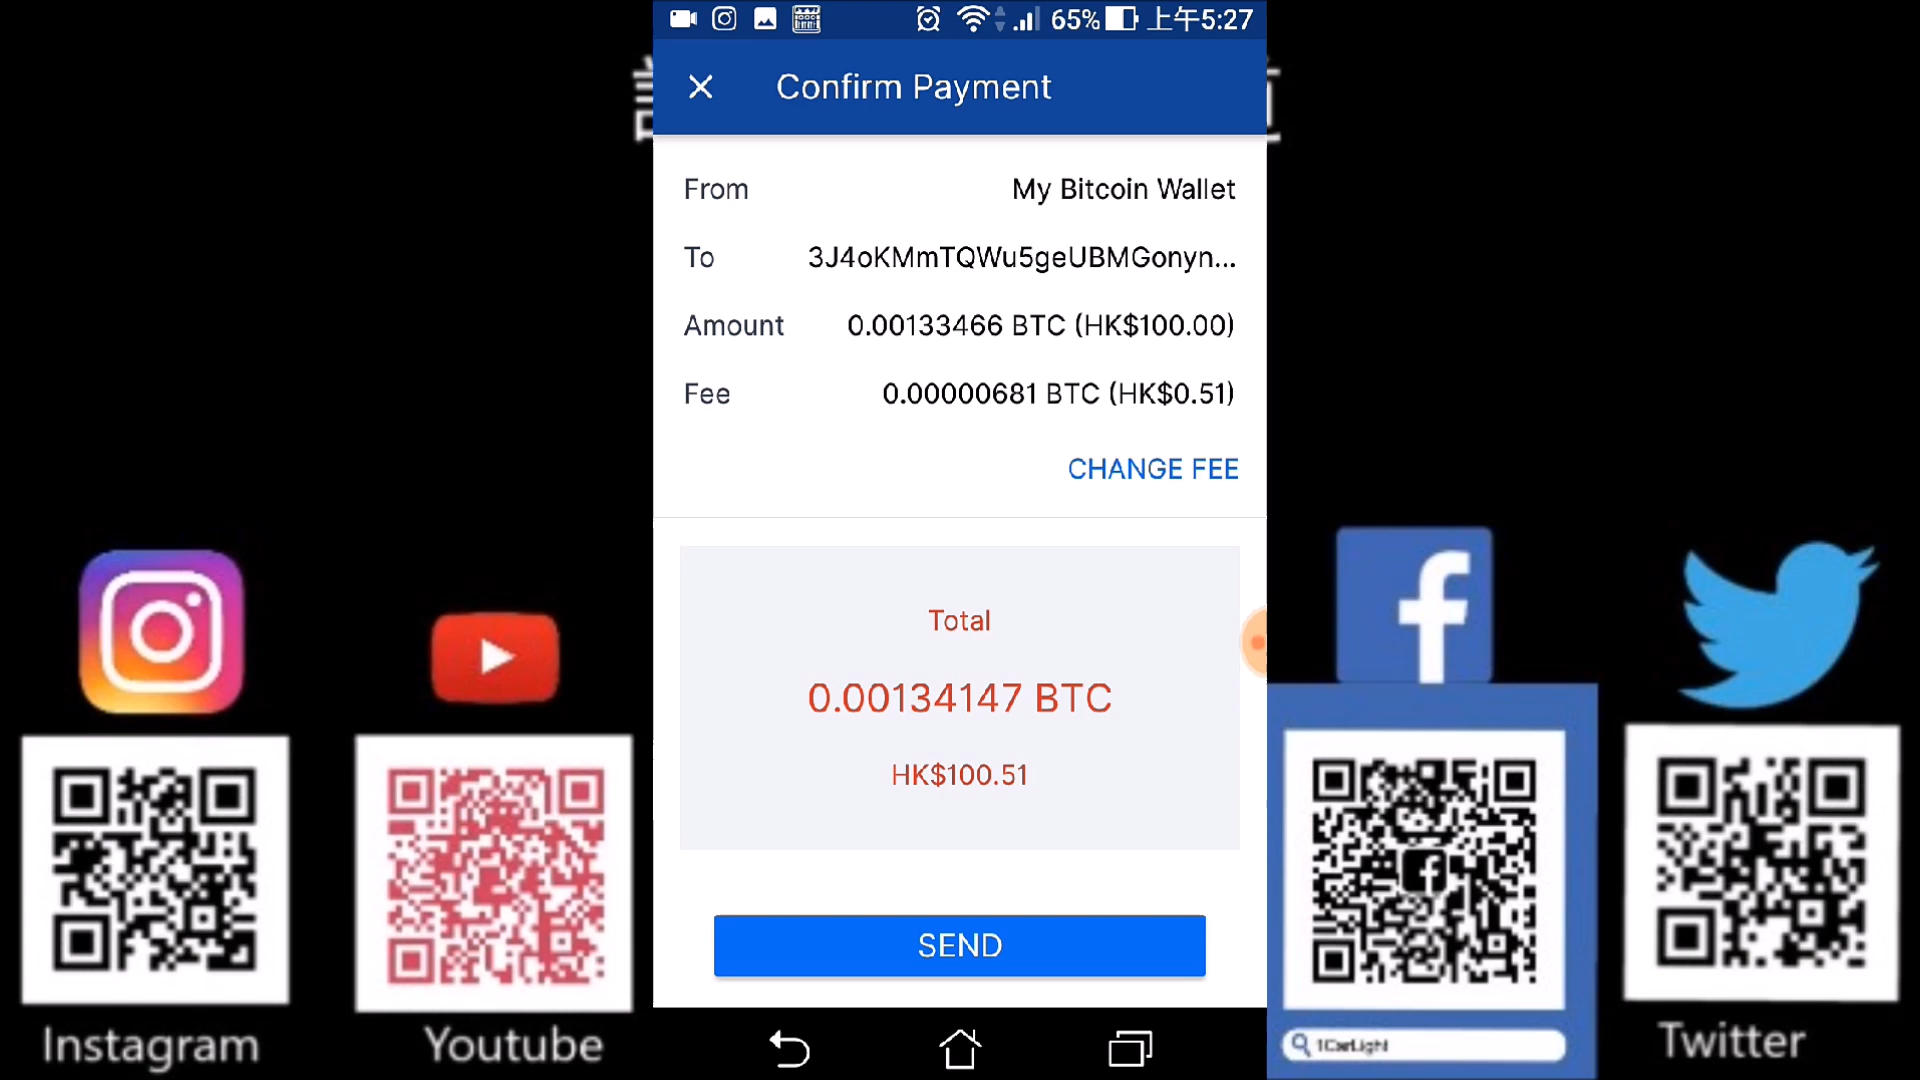 65% 上午5:27
Confirm Payment
From My Bitcoin Wallet
To 3J4oKMmTQWu5geUBMGonyn...
Amount 0.00133466 BTC (HK$100.00)
Fee 0.00000681 BTC (HK$0.51)
CHANGE FEE
Total
0.00134147 BTC
HK$100.51
SEND
Instagram
Youtube
1CarLight
Twitter